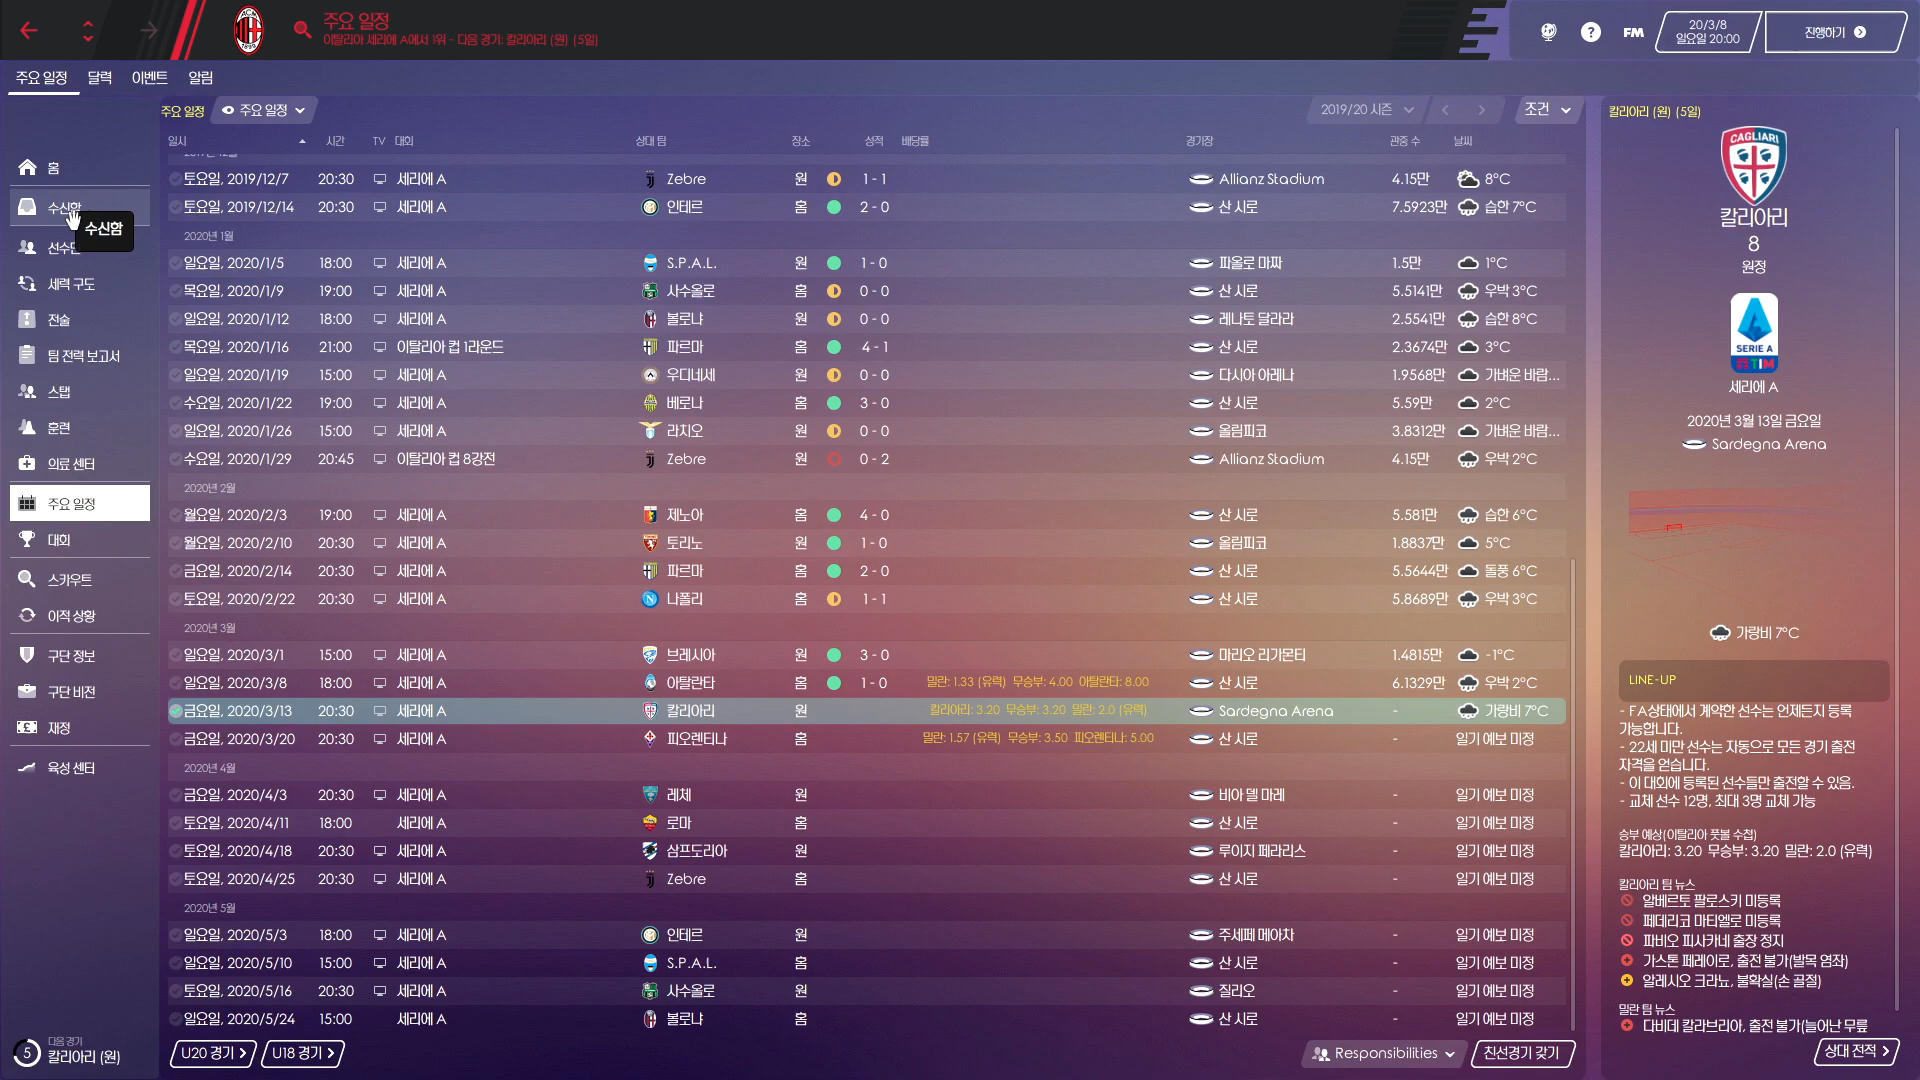 주요 일정
이탈리아 세리에 A에서 1위 - 다음 경기: 칼리아리 (원) (5일)
FM
20/3/8
일요일 20:00
진행하기
주요 일정 달력 이벤트 알림
주요 일정 주요 일정
2019/20 시즌
조건
일시 시간 TV 대회 상대 팀 장소 성적 배당률 경기장 관중 수 날씨
토요일, 2019/12/7 20:30 세리에 A Zebre 원 1 - 1 Allianz Stadium 4.15만 8°C
토요일, 2019/12/14 20:30 세리에 A 인테르 홈 2 - 0 산 시로 7.5923만 습한 7°C
2020년 1월
일요일, 2020/1/5 18:00 세리에 A S.P.A.L. 원 1 - 0 파올로 마짜 1.5만 1°C
목요일, 2020/1/9 19:00 세리에 A 사수올로 홈 0 - 0 산 시로 5.5141만 우박 3°C
일요일, 2020/1/12 18:00 세리에 A 볼로냐 원 0 - 0 레나토 달라라 2.5541만 습한 8°C
목요일, 2020/1/16 21:00 이탈리아 컵 1라운드 파르마 홈 4 - 1 산 시로 2.3674만 3°C
일요일, 2020/1/19 15:00 세리에 A 우디네세 원 0 - 0 다시아 아레나 1.9568만 가벼운 바람...
수요일, 2020/1/22 19:00 세리에 A 베로나 홈 3 - 0 산 시로 5.59만 2°C
일요일, 2020/1/26 15:00 세리에 A 라치오 원 0 - 0 올림피코 3.8312만 가벼운 바람...
수요일, 2020/1/29 20:45 이탈리아 컵 8강전 Zebre 원 0 - 2 Allianz Stadium 4.15만 우박 2°C
2020년 2월
월요일, 2020/2/3 19:00 세리에 A 제노아 홈 4 - 0 산 시로 5.581만 습한 6°C
월요일, 2020/2/10 20:30 세리에 A 토리노 원 1 - 0 올림피코 1.8837만 5°C
금요일, 2020/2/14 20:30 세리에 A 파르마 홈 2 - 0 산 시로 5.5644만 돌풍 6°C
토요일, 2020/2/22 20:30 세리에 A 나폴리 홈 1 - 1 산 시로 5.8689만 우박 3°C
2020년 3월
일요일, 2020/3/1 15:00 세리에 A 브레시아 원 3 - 0 마리오 리가몬티 1.4815만 -1°C
일요일, 2020/3/8 18:00 세리에 A 아탈란타 홈 1 - 0 밀란: 1.33 (유력) 무승부: 4.00 아탈란타: 8.00 산 시로 6.1329만 우박 2°C
금요일, 2020/3/13 20:30 세리에 A 칼리아리 원 칼리아리: 3.20 무승부: 3.20 밀란: 2.0 (유력) Sardegna Arena - 가랑비 7°C
금요일, 2020/3/20 20:30 세리에 A 피오렌티나 홈 밀란: 1.57 (유력) 무승부: 3.50 피오렌티나: 5.00 산 시로 - 일기 예보 미정
2020년 4월
금요일, 2020/4/3 20:30 세리에 A 레체 원 비아 델 마레 - 일기 예보 미정
토요일, 2020/4/11 18:00 세리에 A 로마 홈 산 시로 - 일기 예보 미정
토요일, 2020/4/18 20:30 세리에 A 삼프도리아 원 루이지 페라리스 - 일기 예보 미정
토요일, 2020/4/25 20:30 세리에 A Zebre 홈 산 시로 - 일기 예보 미정
2020년 5월
일요일, 2020/5/3 18:00 세리에 A 인테르 원 주세페 메아차 - 일기 예보 미정
일요일, 2020/5/10 15:00 세리에 A S.P.A.L. 홈 산 시로 - 일기 예보 미정
토요일, 2020/5/16 20:30 세리에 A 사수올로 원 질리오 - 일기 예보 미정
일요일, 2020/5/24 15:00 세리에 A 볼로냐 홈 산 시로 - 일기 예보 미정
U20 경기
U18 경기
Responsibilities
친선경기 갖기
홈
수신함
수신함
세력 구도
전술
팀 전력 보고서
스탭
훈련
의료 센터
주요 일정
대회
스카우트
이적 상황
구단 정보
구단 비전
재정
육성 센터
5
다음 경기
칼리아리 (원)
칼리아리 (원) (5일)
CAGLIARI
칼리아리
8
원정
SERIE A
TIM
세리에 A
2020년 3월 13일 금요일
Sardegna Arena
가랑비 7°C
LINE-UP
- FA상태에서 계약한 선수는 언제든지 등록
가능합니다.
- 22세 미만 선수는 자동으로 모든 경기 출전
자격을 얻습니다.
- 이 대회에 등록된 선수들만 출전할 수 있음.
- 교체 선수 12명, 최대 3명 교체 가능
승부 예상(이탈리아 풋볼 수첩)
칼리아리: 3.20 무승부: 3.20 밀란: 2.0 (유력)
칼리아리 팀 뉴스
알베르토 팔로스키 미등록
페데리코 마티엘로 미등록
파비오 피사카네 출장 정지
가스톤 페레이로, 출전 불가(발목 염좌)
알레시오 크라뇨, 불확실(손 골절)
밀란 팀 뉴스
다비데 칼라브리아, 출전 불가(늘어난 무릎
상대 전적